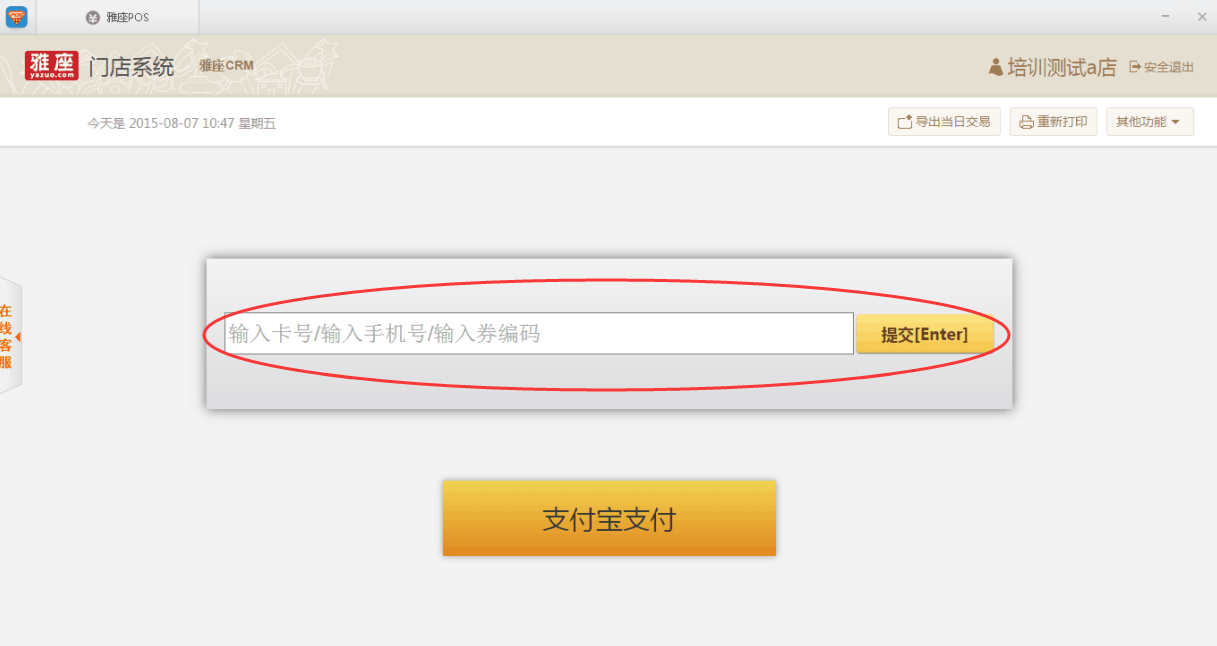 雅座POS
雅座
yazuo.com
门店系统
雅座CRM
培训测试a店
安全退出
今天是 2015-08-07 10:47 星期五
导出当日交易
重新打印
其他功能
在线客服
输入卡号/输入手机号/输入券编码
提交[Enter]
支付宝支付